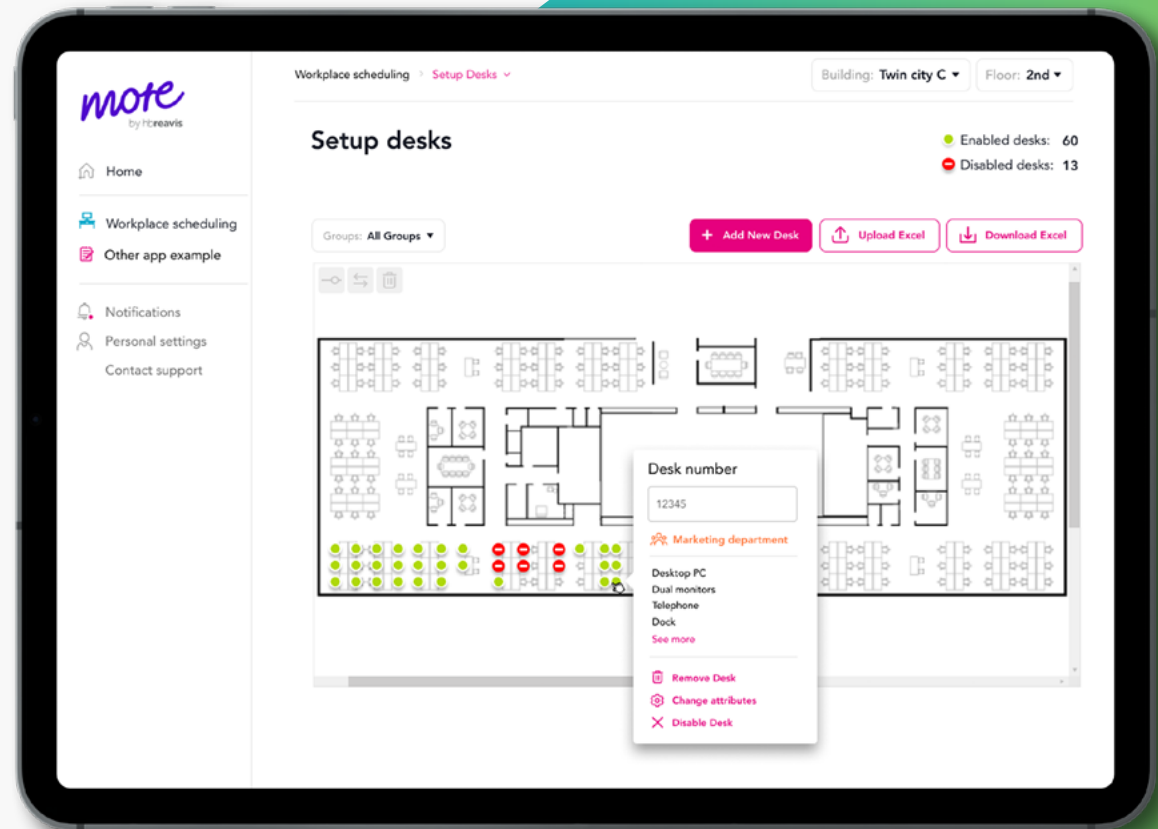 mote
by hbreavis
Home
Workplace scheduling
Other app example
Notifications
Personal settings
Contact support
Workplace scheduling › Setup Desks
Building: Twin city C
Floor: 2nd
Setup desks
Enabled desks: 60
Disabled desks: 13
Groups: All Groups
+ Add New Desk
Upload Excel
Download Excel
Desk number
12345
Marketing department
Desktop PC
Dual monitors
Telephone
Dock
See more
Remove Desk
Change attributes
Disable Desk